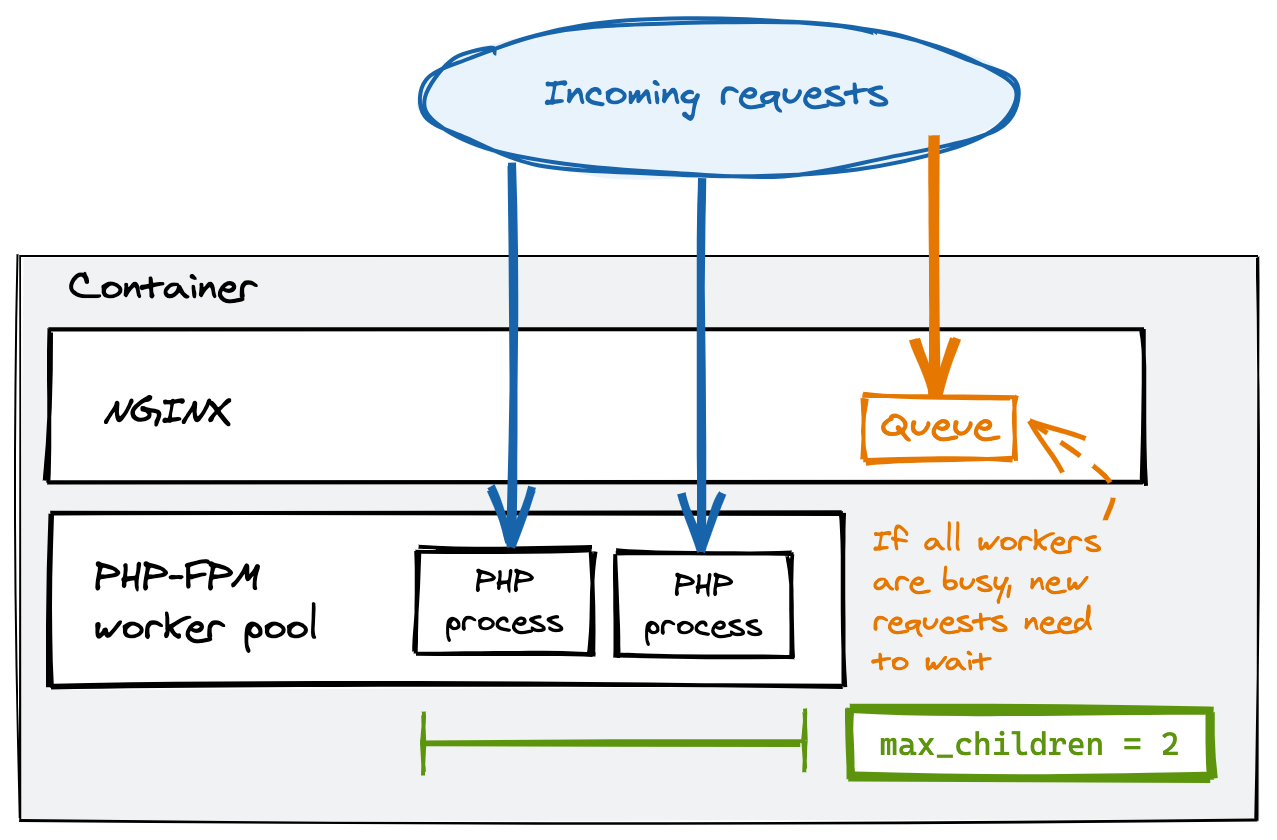 Incoming requests
Container
NGINX
Queue
PHP-FPM
worker pool
PHP
process
PHP
process
If all workers
are busy, new
requests need
to wait
max_children = 2